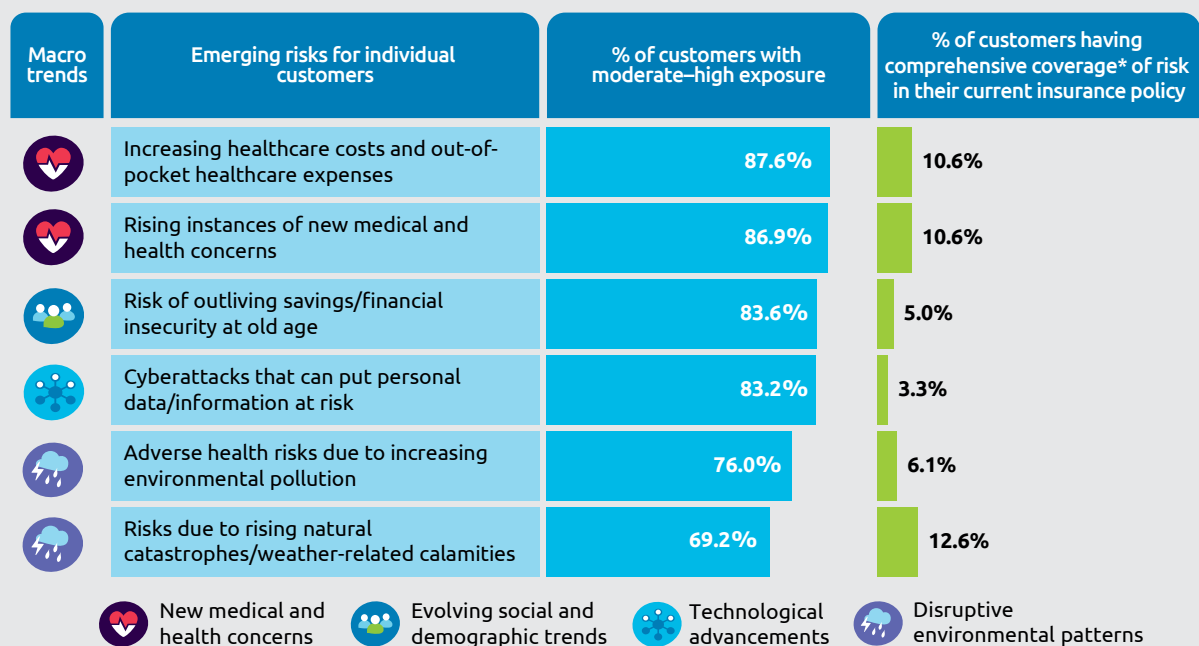 Macro
trends
Emerging risks for individual
customers
% of customers with
moderate–high exposure
% of customers having
comprehensive coverage* of risk
in their current insurance policy
Increasing healthcare costs and out-of-
pocket healthcare expenses
87.6%
10.6%
Rising instances of new medical and
health concerns
86.9%
10.6%
Risk of outliving savings/financial
insecurity at old age
83.6%
5.0%
Cyberattacks that can put personal
data/information at risk
83.2%
3.3%
Adverse health risks due to increasing
environmental pollution
76.0%
6.1%
Risks due to rising natural
catastrophes/weather-related calamities
69.2%
12.6%
New medical and
health concerns
Evolving social and
demographic trends
Technological
advancements
Disruptive
environmental patterns